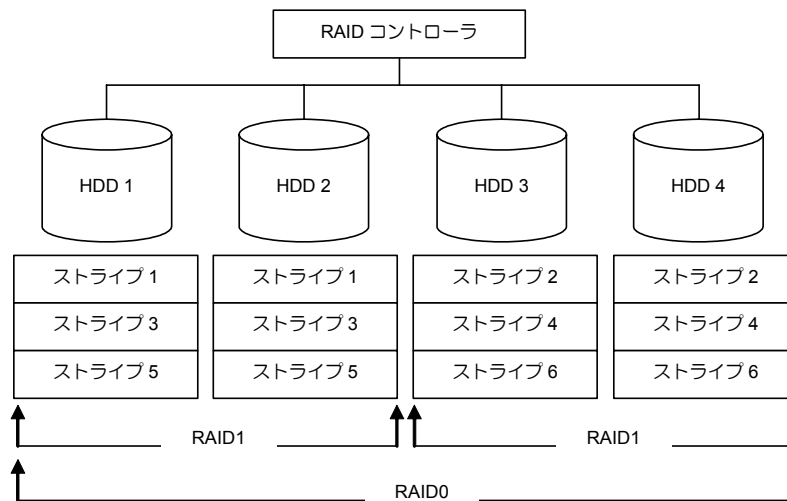 RAID コントローラ
HDD 1
HDD 2
HDD 3
HDD 4
ストライプ 1
ストライプ 1
ストライプ 2
ストライプ 2
ストライプ 3
ストライプ 3
ストライプ 4
ストライプ 4
ストライプ 5
ストライプ 5
ストライプ 6
ストライプ 6
RAID1
RAID1
RAID0